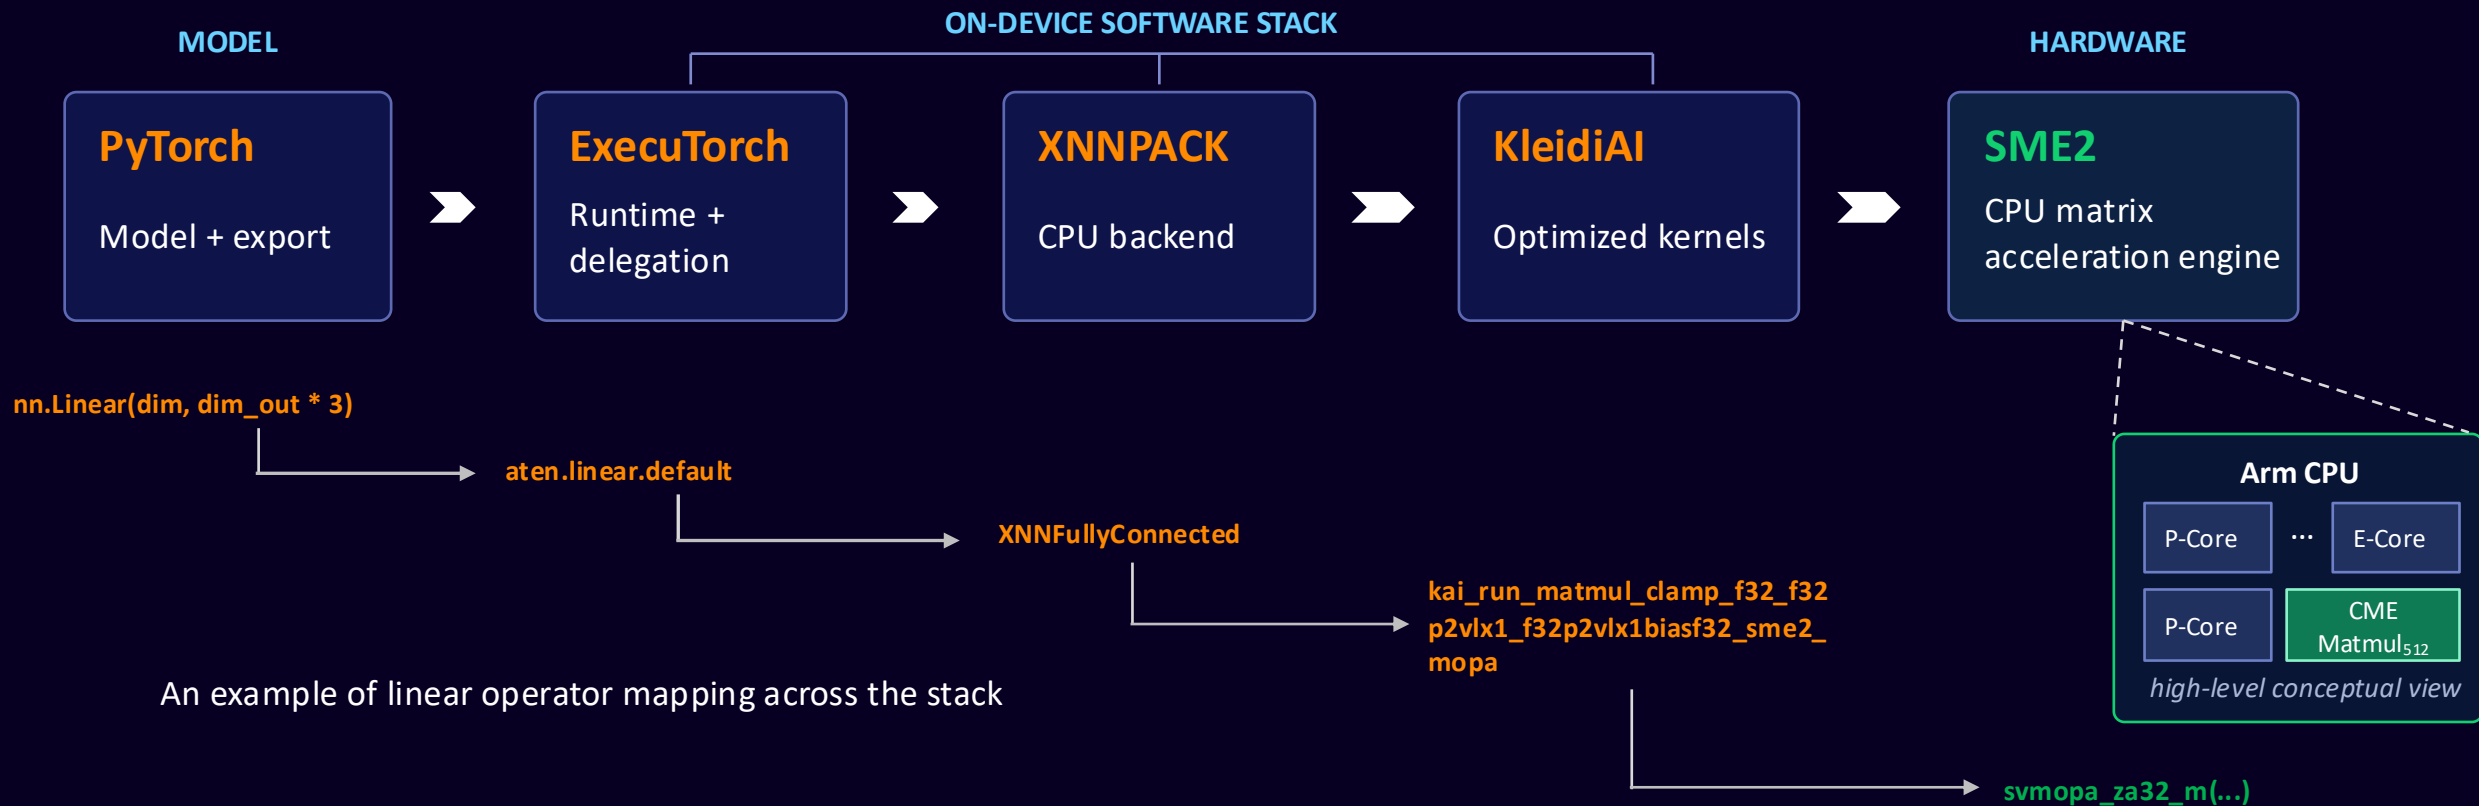 MODEL
ON-DEVICE SOFTWARE STACK
HARDWARE
PyTorch
Model + export
ExecuTorch
Runtime +
delegation
XNNPACK
CPU backend
KleidiAI
Optimized kernels
SME2
CPU matrix
acceleration engine
nn.Linear(dim, dim_out * 3)
aten.linear.default
XNNFullyConnected
kai_run_matmul_clamp_f32_f32
p2vlx1_f32p2vlx1biasf32_sme2_
mopa
svmopa_za32_m(...)
An example of linear operator mapping across the stack
Arm CPU
P-Core
...
E-Core
P-Core
CME
Matmul512
high-level conceptual view